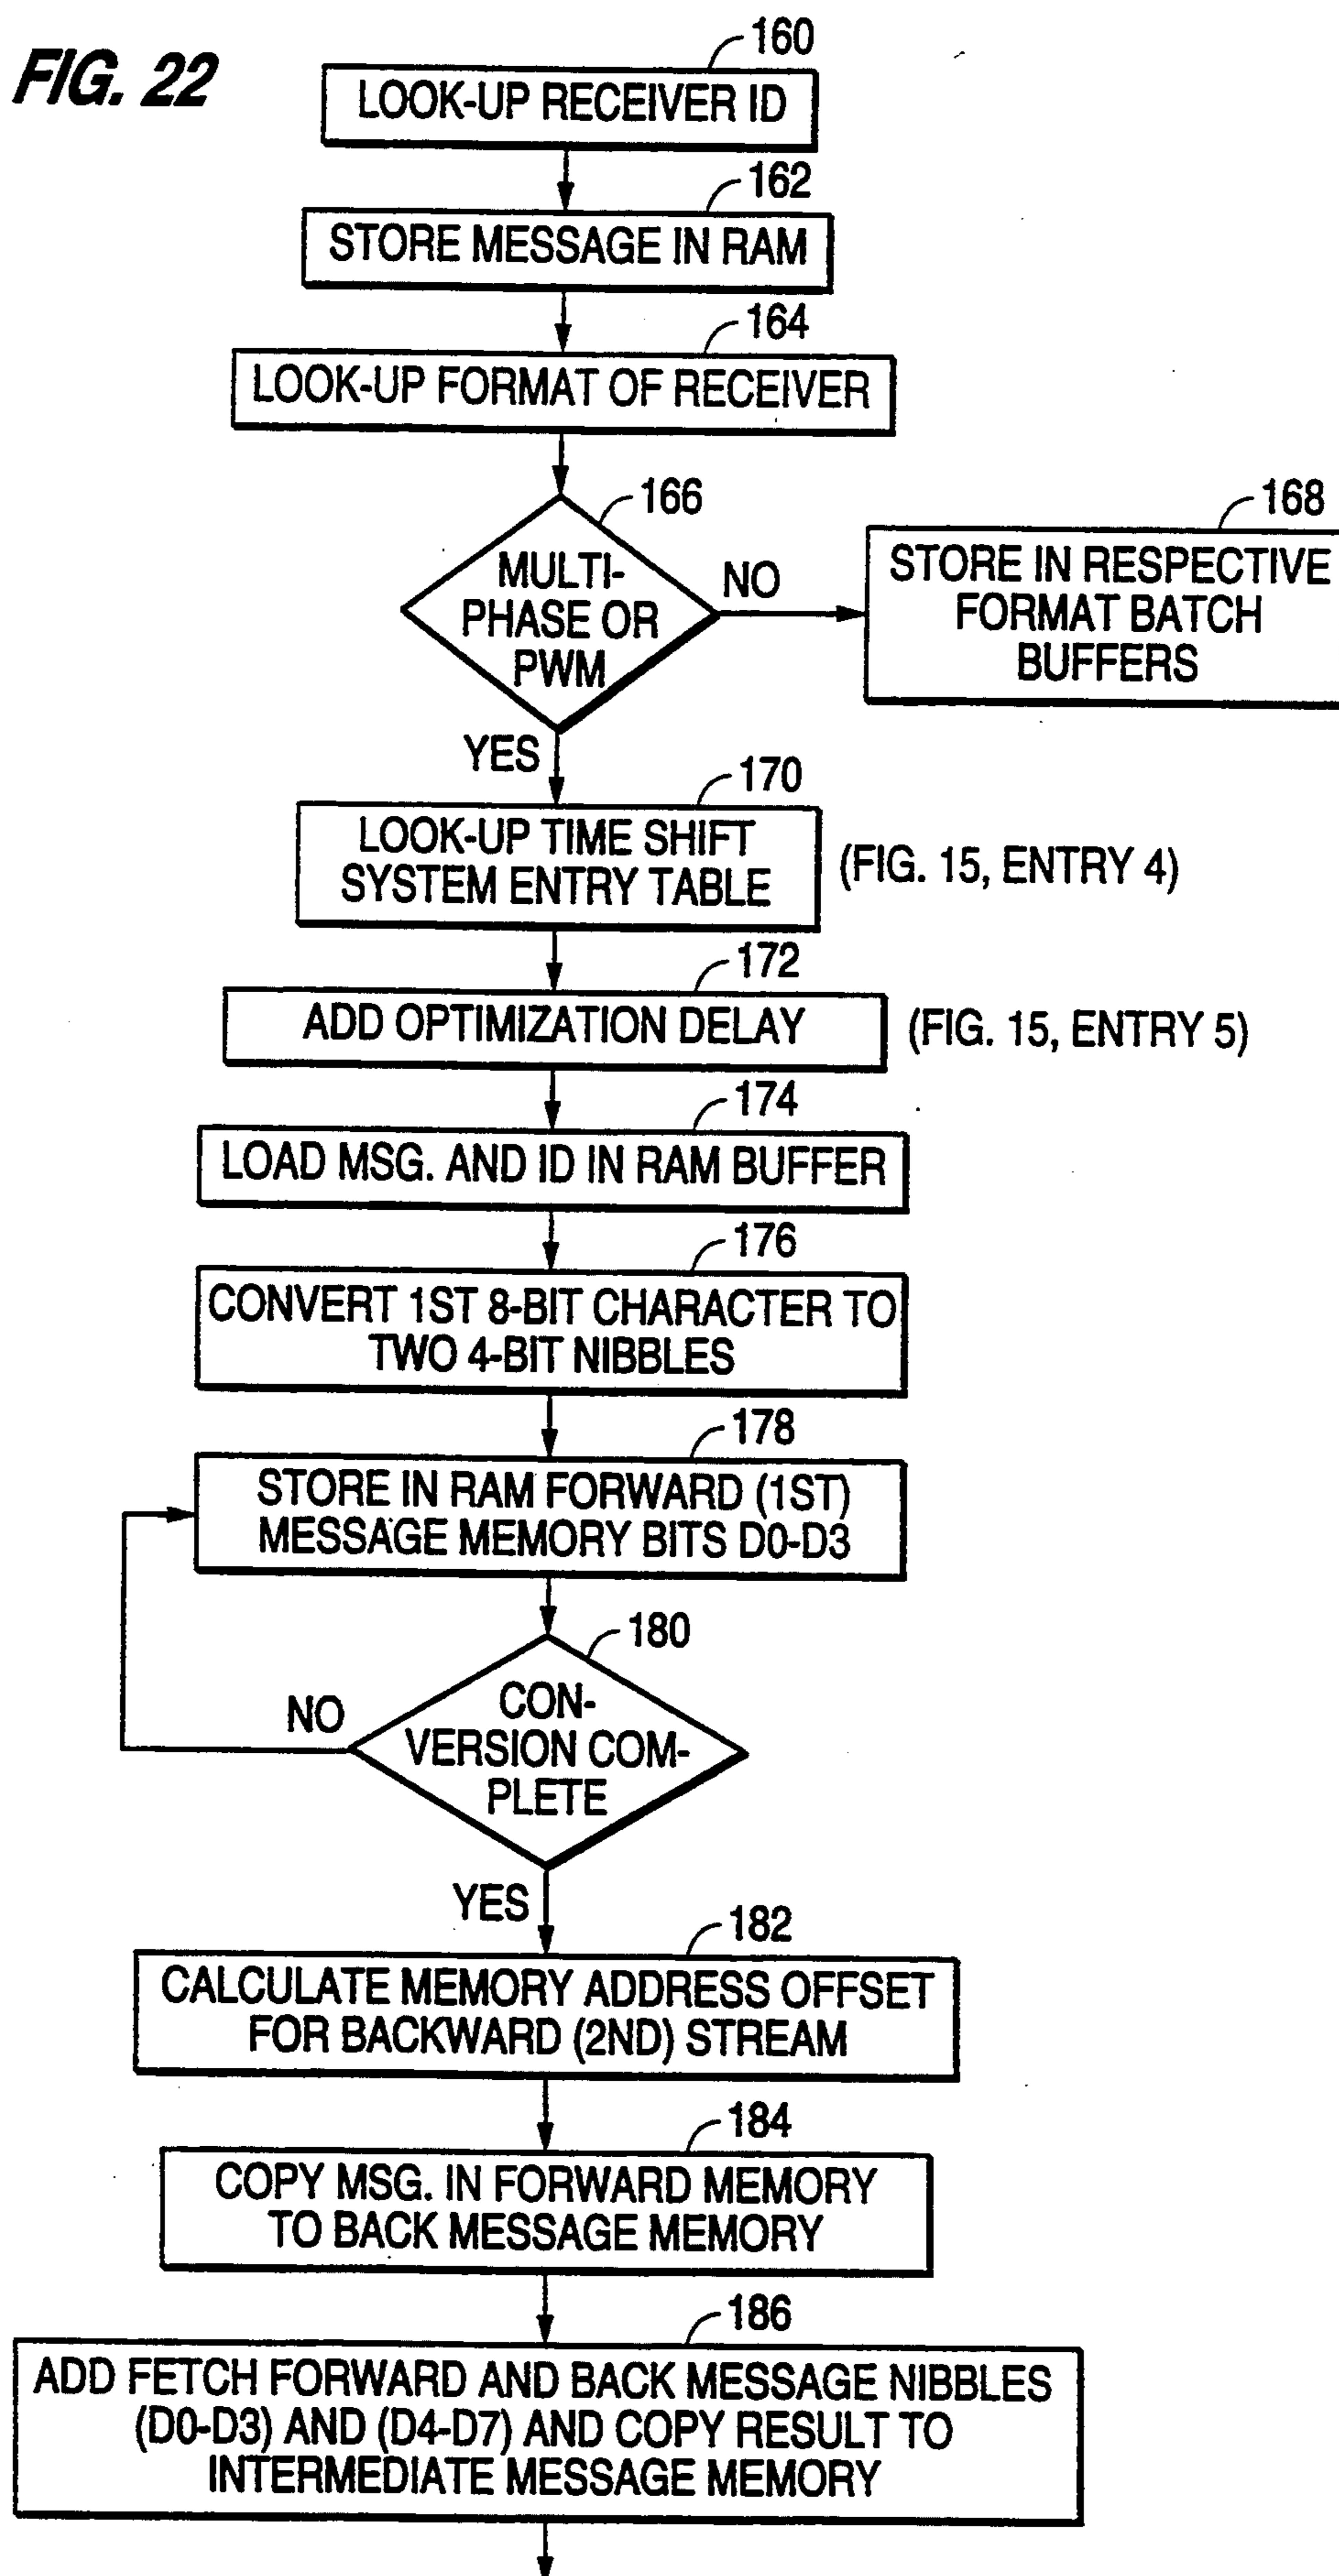 FIG. 22
160
LOOK-UP RECEIVER ID
162
STORE MESSAGE IN RAM
164
LOOK-UP FORMAT OF RECEIVER
166
MULTI-
PHASE OR
PWM
NO
168
STORE IN RESPECTIVE
FORMAT BATCH
BUFFERS
YES
170
LOOK-UP TIME SHIFT
SYSTEM ENTRY TABLE
(FIG. 15, ENTRY 4)
172
ADD OPTIMIZATION DELAY
(FIG. 15, ENTRY 5)
174
LOAD MSG. AND ID IN RAM BUFFER
176
CONVERT 1ST 8-BIT CHARACTER TO
TWO 4-BIT NIBBLES
178
STORE IN RAM FORWARD (1ST)
MESSAGE MEMORY BITS D0-D3
180
CON-
VERSION COM-
PLETE
NO
YES
182
CALCULATE MEMORY ADDRESS OFFSET
FOR BACKWARD (2ND) STREAM
184
COPY MSG. IN FORWARD MEMORY
TO BACK MESSAGE MEMORY
186
ADD FETCH FORWARD AND BACK MESSAGE NIBBLES
(D0-D3) AND (D4-D7) AND COPY RESULT TO
INTERMEDIATE MESSAGE MEMORY